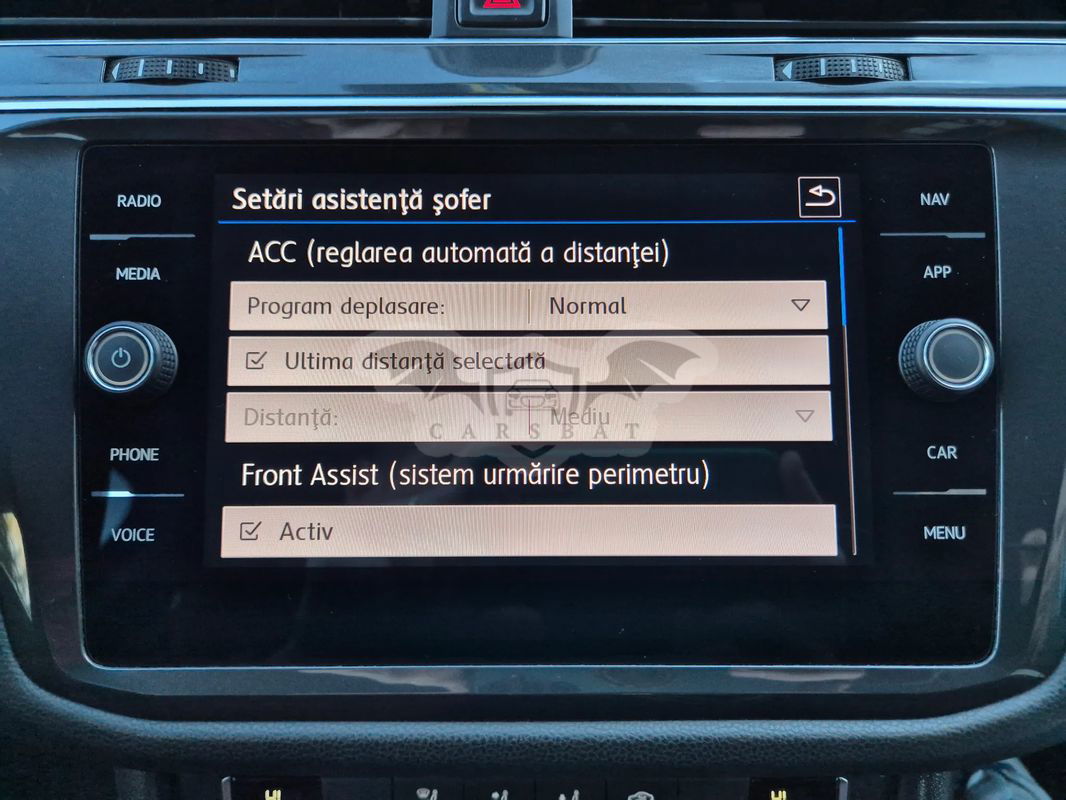 RADIO
MEDIA
PHONE
VOICE
Setări asistenţă şofer
ACC (reglarea automată a distanţei)
Program deplasare: Normal
Ultima distanţă selectată
Distanţă: Mediu
CARSBAT
Front Assist (sistem urmărire perimetru)
Activ
NAV
APP
CAR
MENU